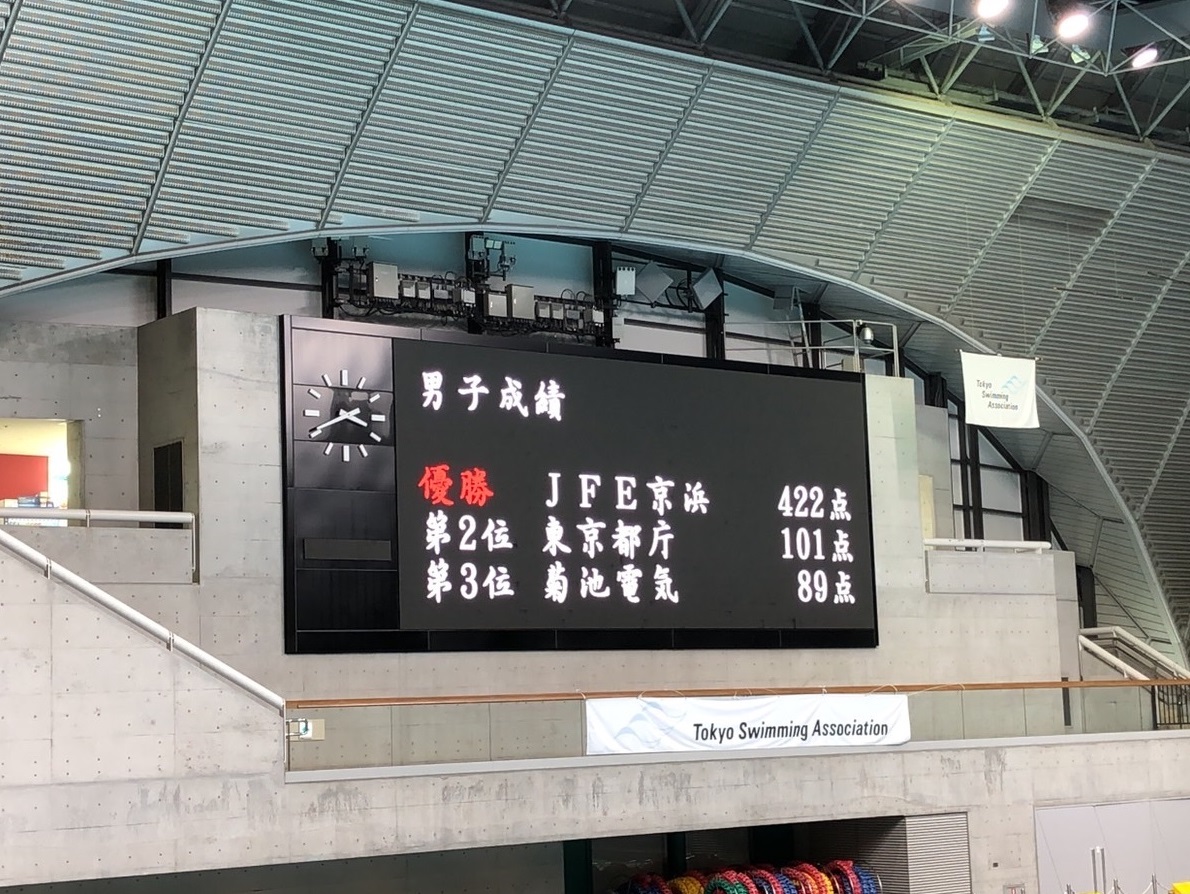 男子成績
優勝 JFE京浜 422点
第2位 東京都庁 101点
第3位 菊池電気 89点
Tokyo
Swimming
Association
Tokyo Swimming Association